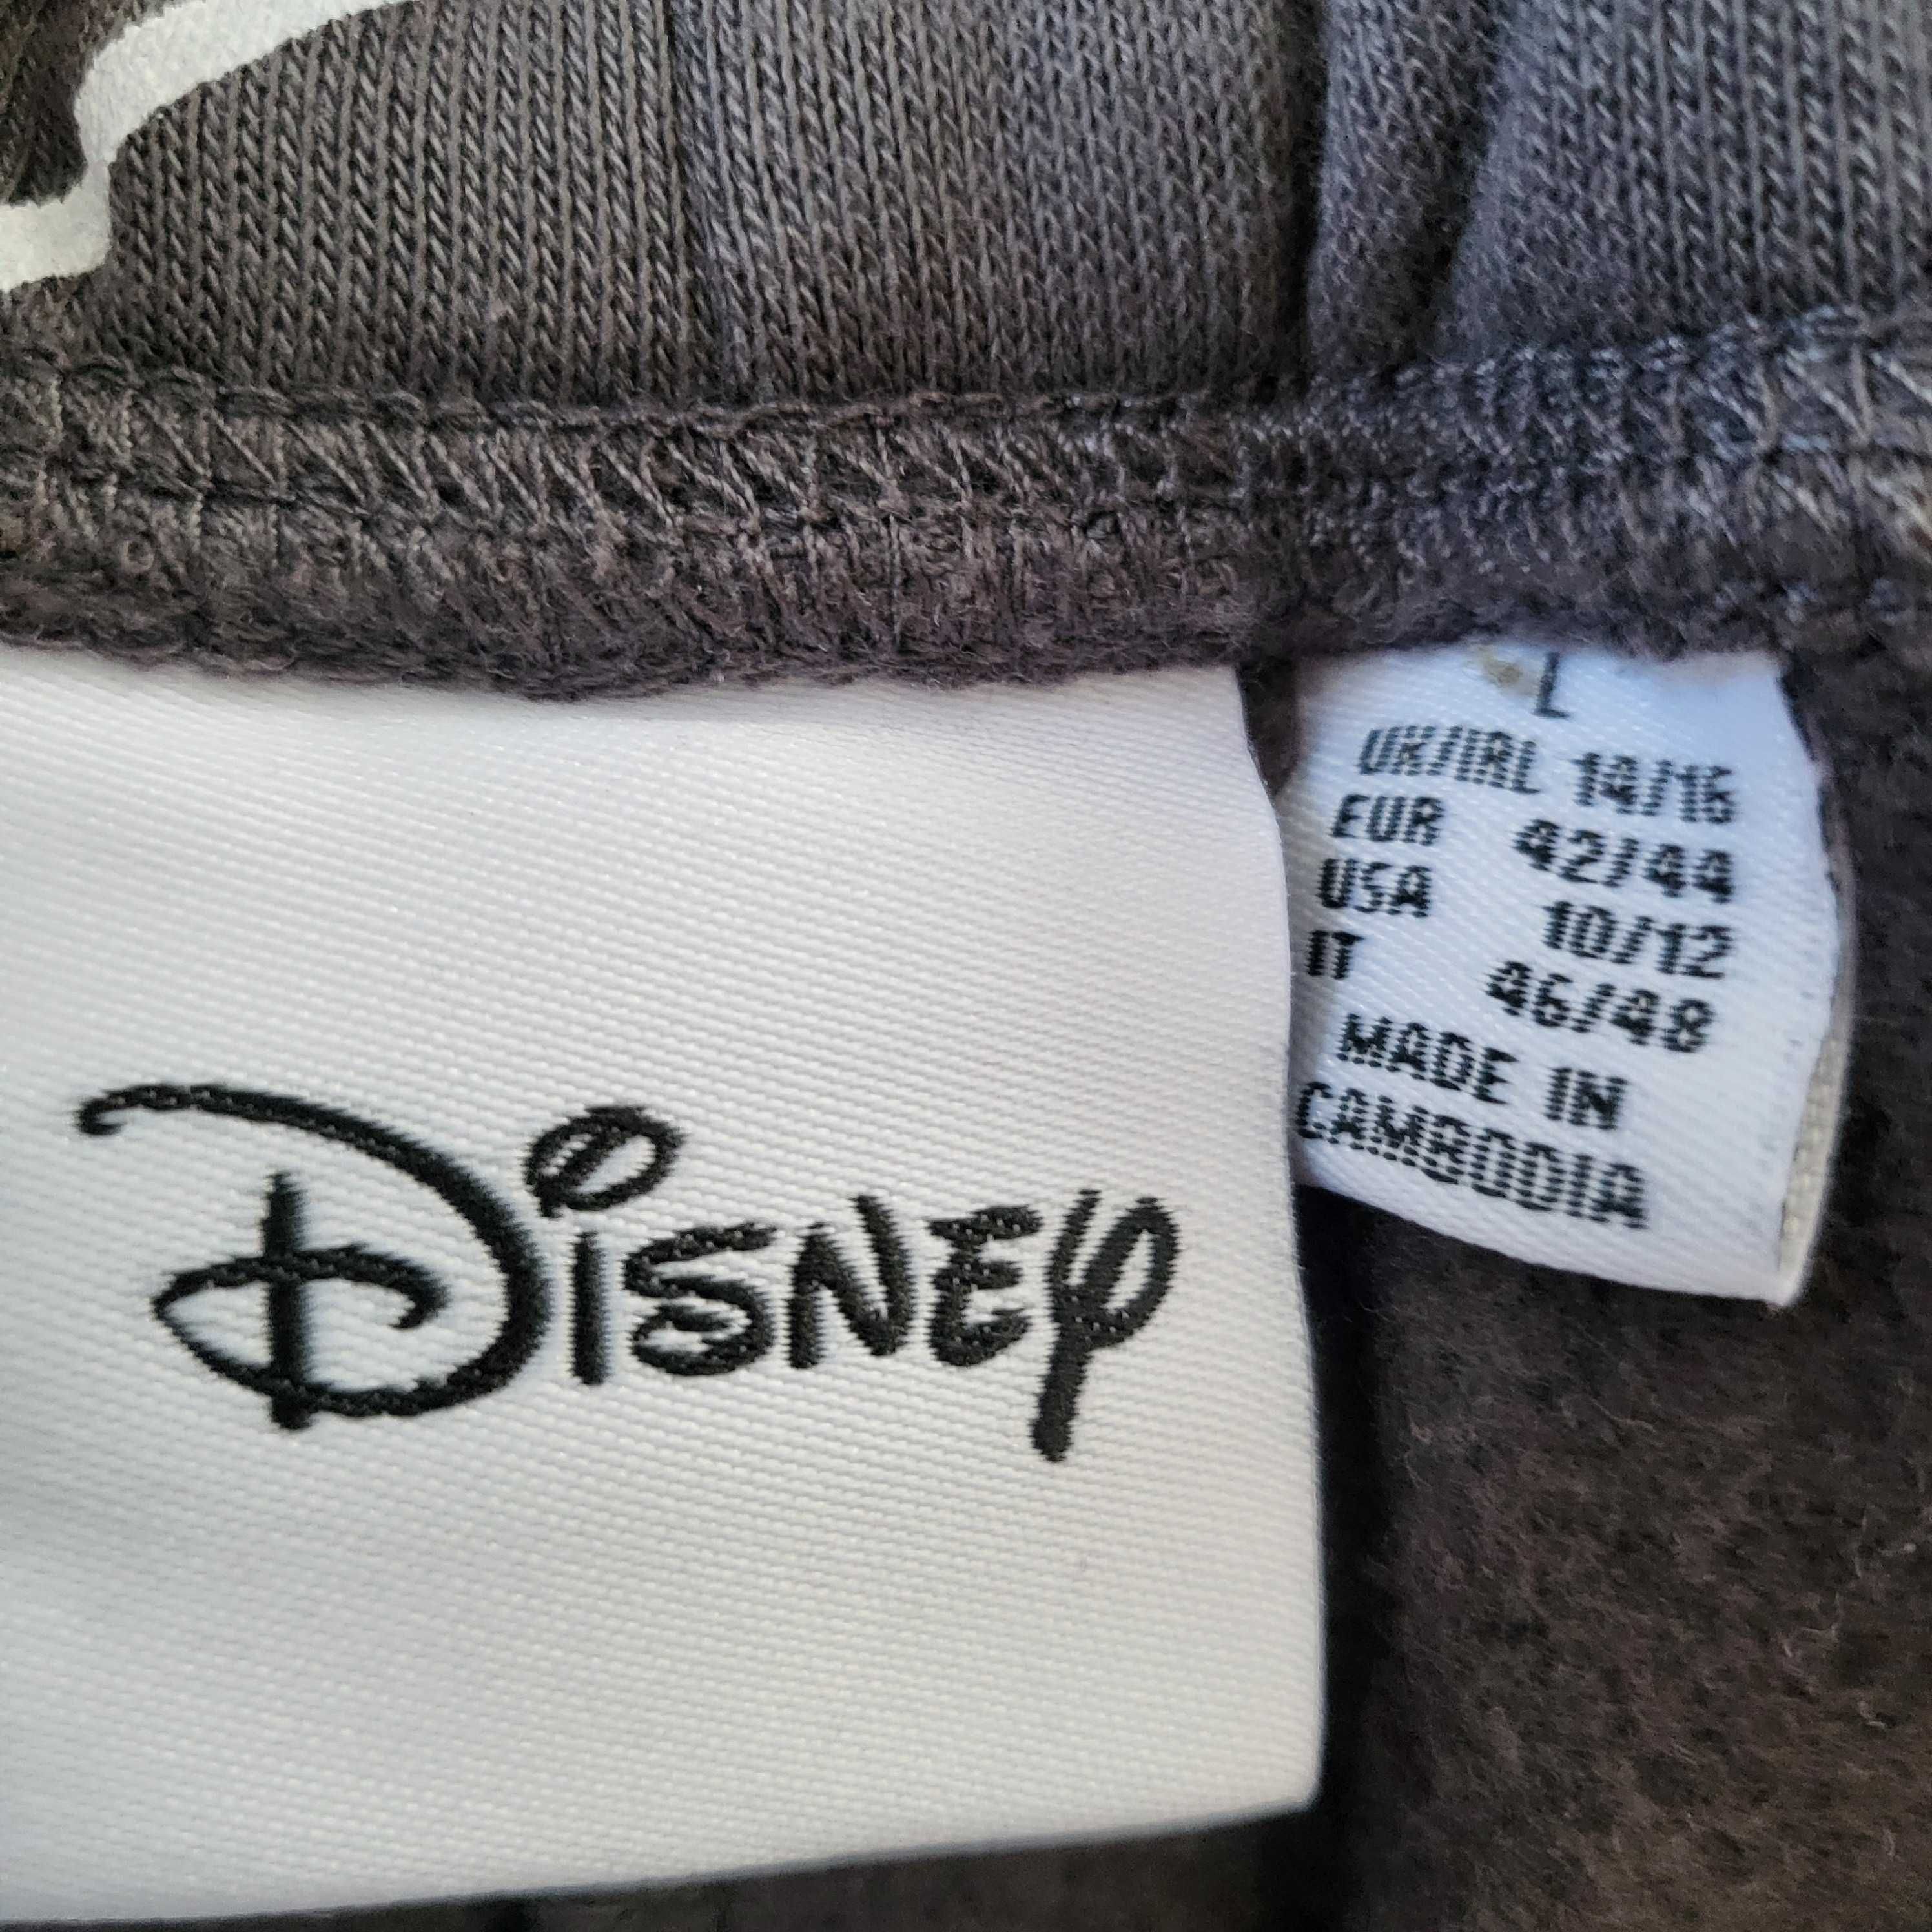 Disney
L
UK/IRL 14/16
EUR 42/44
USA 10/12
IT 46/48
MADE IN
CAMBODIA